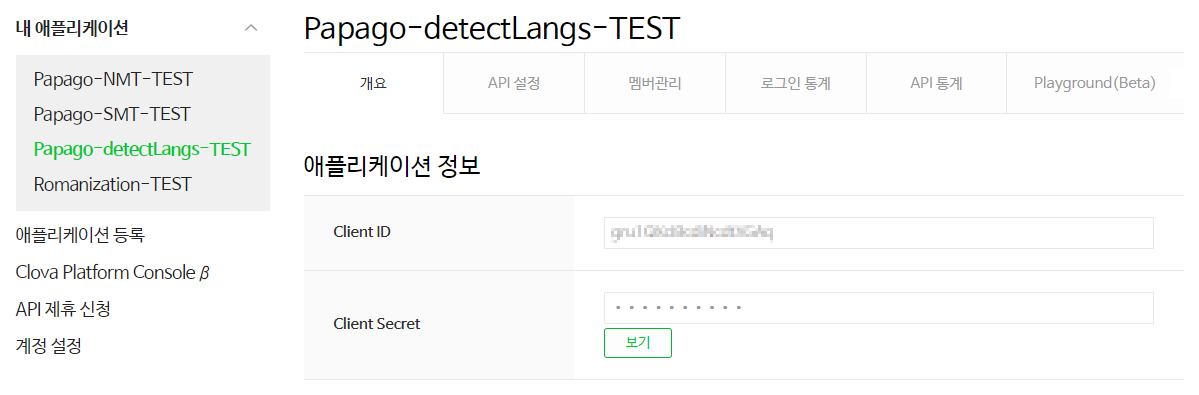 내 애플리케이션
Papago-NMT-TEST
Papago-SMT-TEST
Papago-detectLangs-TEST
Romanization-TEST
애플리케이션 등록
Clova Platform Console β
API 제휴 신청
계정 설정
Papago-detectLangs-TEST
개요
API 설정
멤버관리
로그인 통계
API 통계
Playground(Beta)
애플리케이션 정보
Client ID
Client Secret
보기